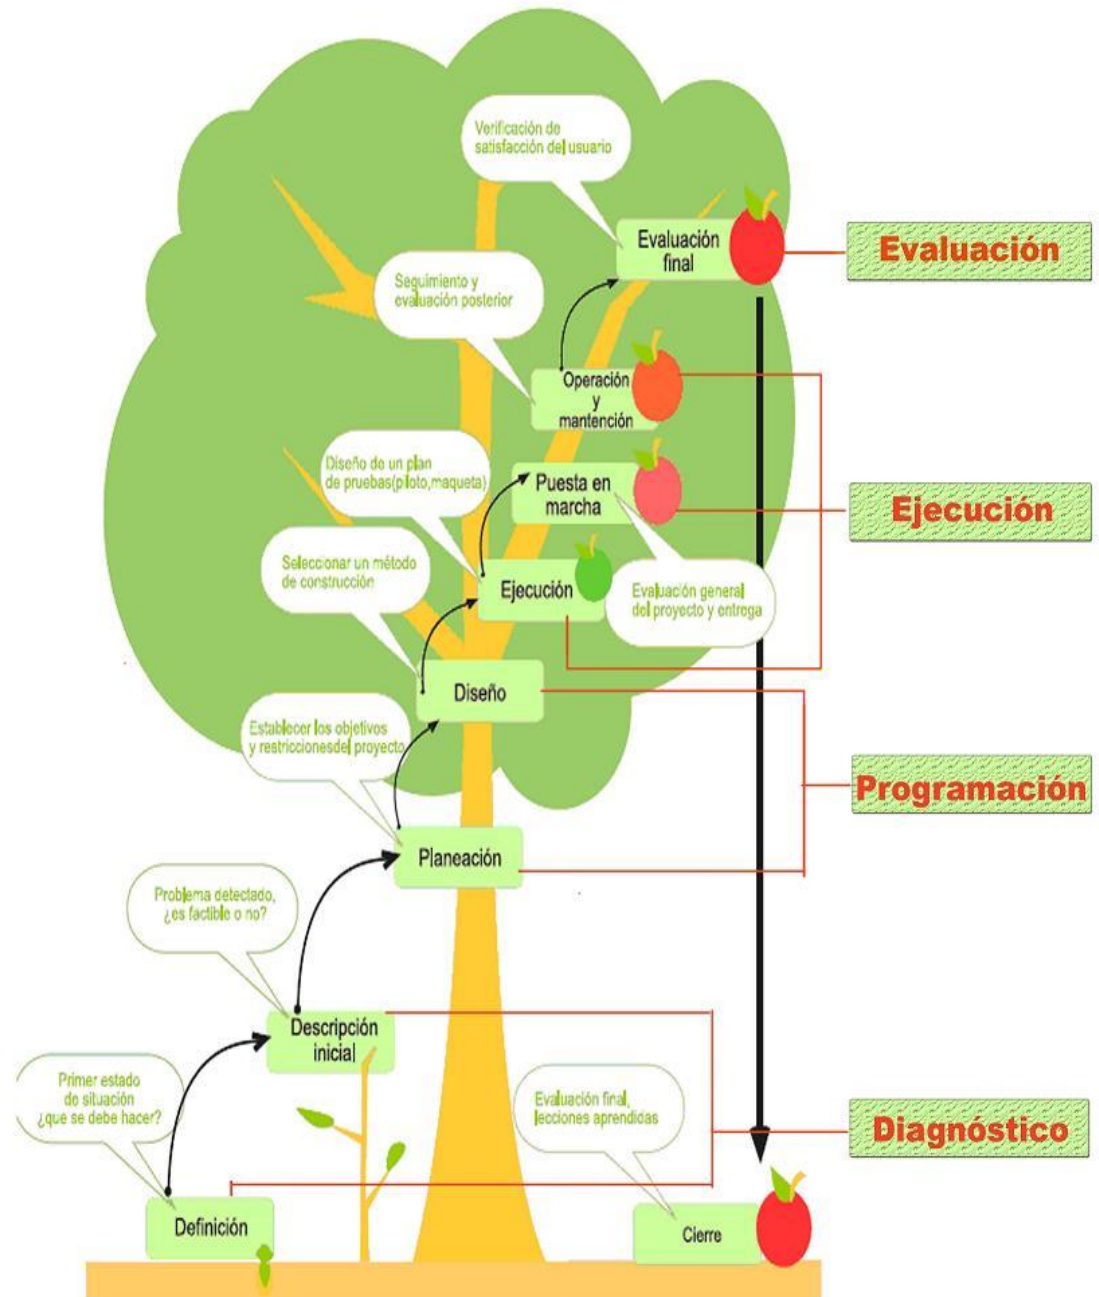 Verificación de
satisfacción del usuario
Evaluación
final
Evaluación
Seguimiento y
evaluación posterior
Operación
y
mantención
Diseño de un plan
de pruebas(piloto,maqueta)
Puesta en
marcha
Ejecución
Seleccionar un método
de construcción
Ejecución
Evaluación general
del proyecto y entrega
Diseño
Establecer los objetivos
y restriccionesdel proyecto
Programación
Planeación
Problema detectado,
¿es factible o no?
Descripción
inicial
Primer estado
de situación
¿que se debe hacer?
Evaluación final,
lecciones aprendidas
Diagnóstico
Definición
Cierre